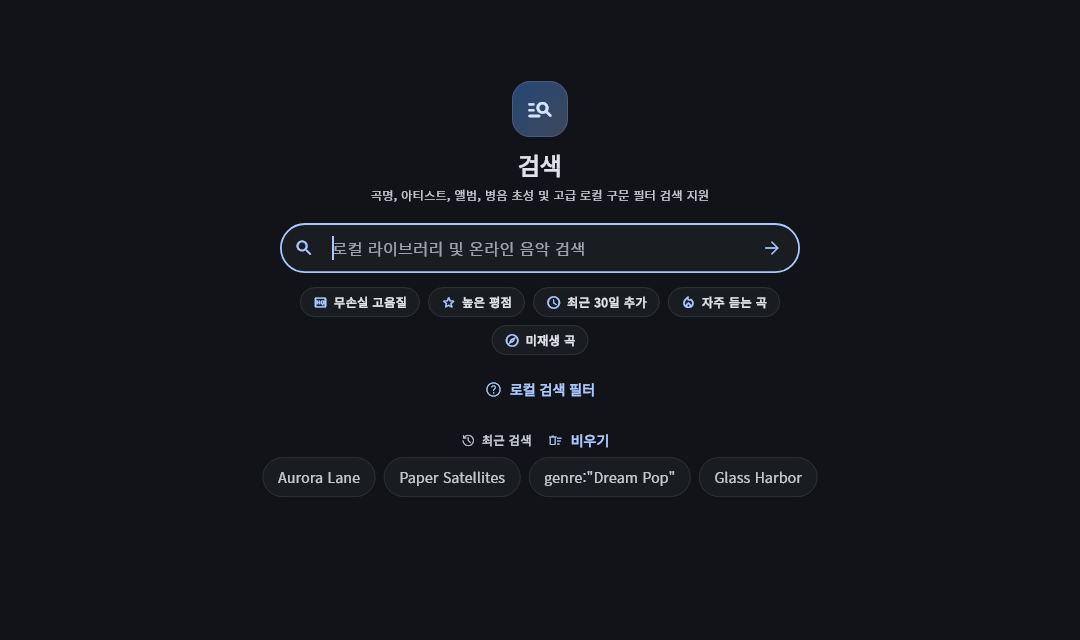 검색
곡명, 아티스트, 앨범, 병음 초성 및 고급 로컬 구문 필터 검색 지원
로컬 라이브러리 및 온라인 음악 검색
HQ 무손실 고음질 높은 평점 최근 30일 추가 자주 듣는 곡
미재생 곡
로컬 검색 필터
최근 검색 비우기
Aurora Lane Paper Satellites genre:"Dream Pop" Glass Harbor